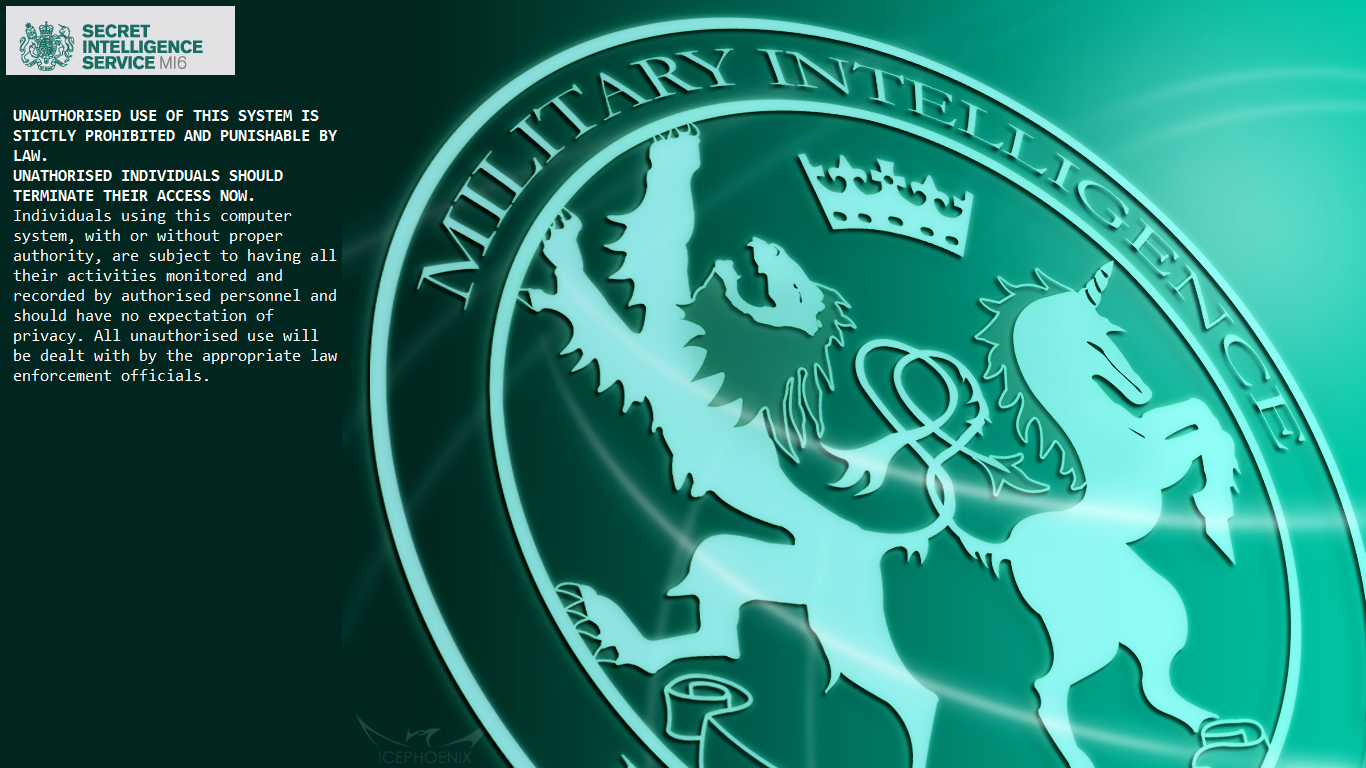 SECRET
INTELLIGENCE
SERVICE MI6
UNAUTHORISED USE OF THIS SYSTEM IS
STICTLY PROHIBITED AND PUNISHABLE BY
LAW.
UNATHORISED INDIVIDUALS SHOULD
TERMINATE THEIR ACCESS NOW.
Individuals using this computer
system, with or without proper
authority, are subject to having all
their activities monitored and
recorded by authorised personnel and
should have no expectation of
privacy. All unauthorised use will
be dealt with by the appropriate law
enforcement officials.
MILITARY INTELLIGENCE
ICEPHOENIX